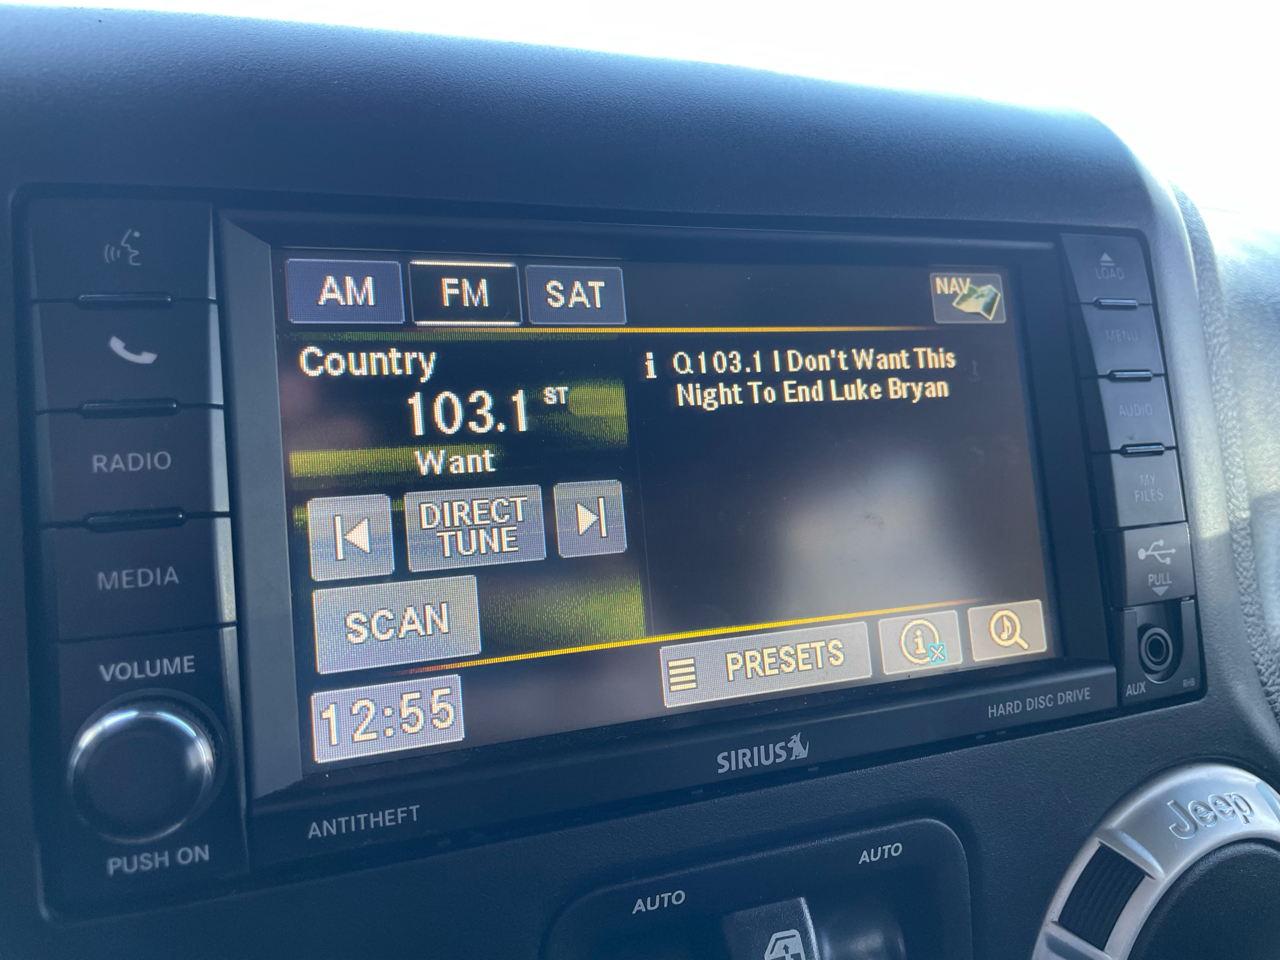 AM
FM
SAT
NAV
Country
103.1 ST
Want
Q103.1 I Don't Want This
Night To End Luke Bryan
DIRECT
TUNE
SCAN
PRESETS
12:55
RADIO
MEDIA
VOLUME
PUSH ON
LOAD
MENU
AUDIO
MY
FILES
PULL
AUX
HARD DISC DRIVE
SIRIUS
ANTITHEFT
AUTO
AUTO
Jeep